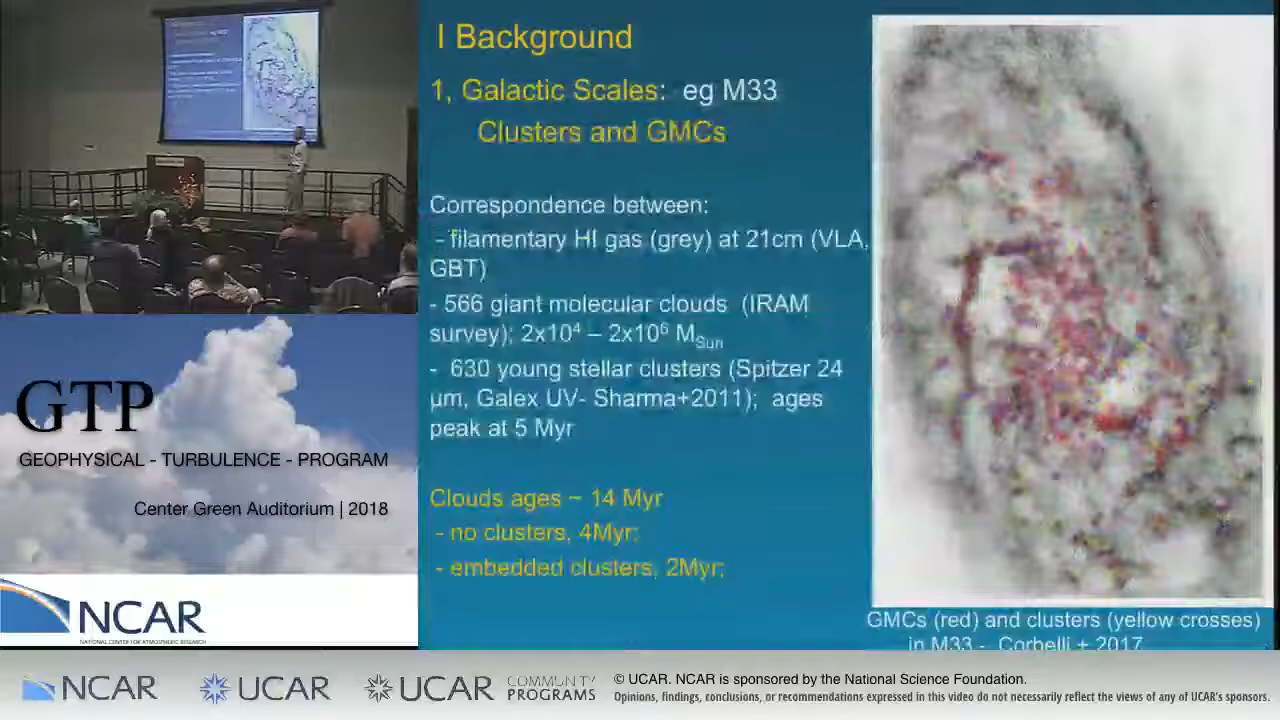 I Background
1, Galactic Scales: eg M33
Clusters and GMCs
Correspondence between:
- filamentary HI gas (grey) at 21cm (VLA,
GBT)
- 566 giant molecular clouds (IRAM
survey); 2x10⁴ – 2x10⁶ M_Sun
- 630 young stellar clusters (Spitzer 24
µm, Galex UV- Sharma+2011); ages
peak at 5 Myr
Clouds ages ~ 14 Myr
- no clusters, 4Myr;
- embedded clusters, 2Myr;
GMCs (red) and clusters (yellow crosses)
in M33 - Corbelli + 2017
GTP
GEOPHYSICAL - TURBULENCE - PROGRAM
Center Green Auditorium | 2018
NCAR
NATIONAL CENTER FOR ATMOSPHERIC RESEARCH
NCAR
UCAR
UCAR
COMMUNITY
PROGRAMS
© UCAR. NCAR is sponsored by the National Science Foundation.
Opinions, findings, conclusions, or recommendations expressed in this video do not necessarily reflect the views of any of UCAR's sponsors.